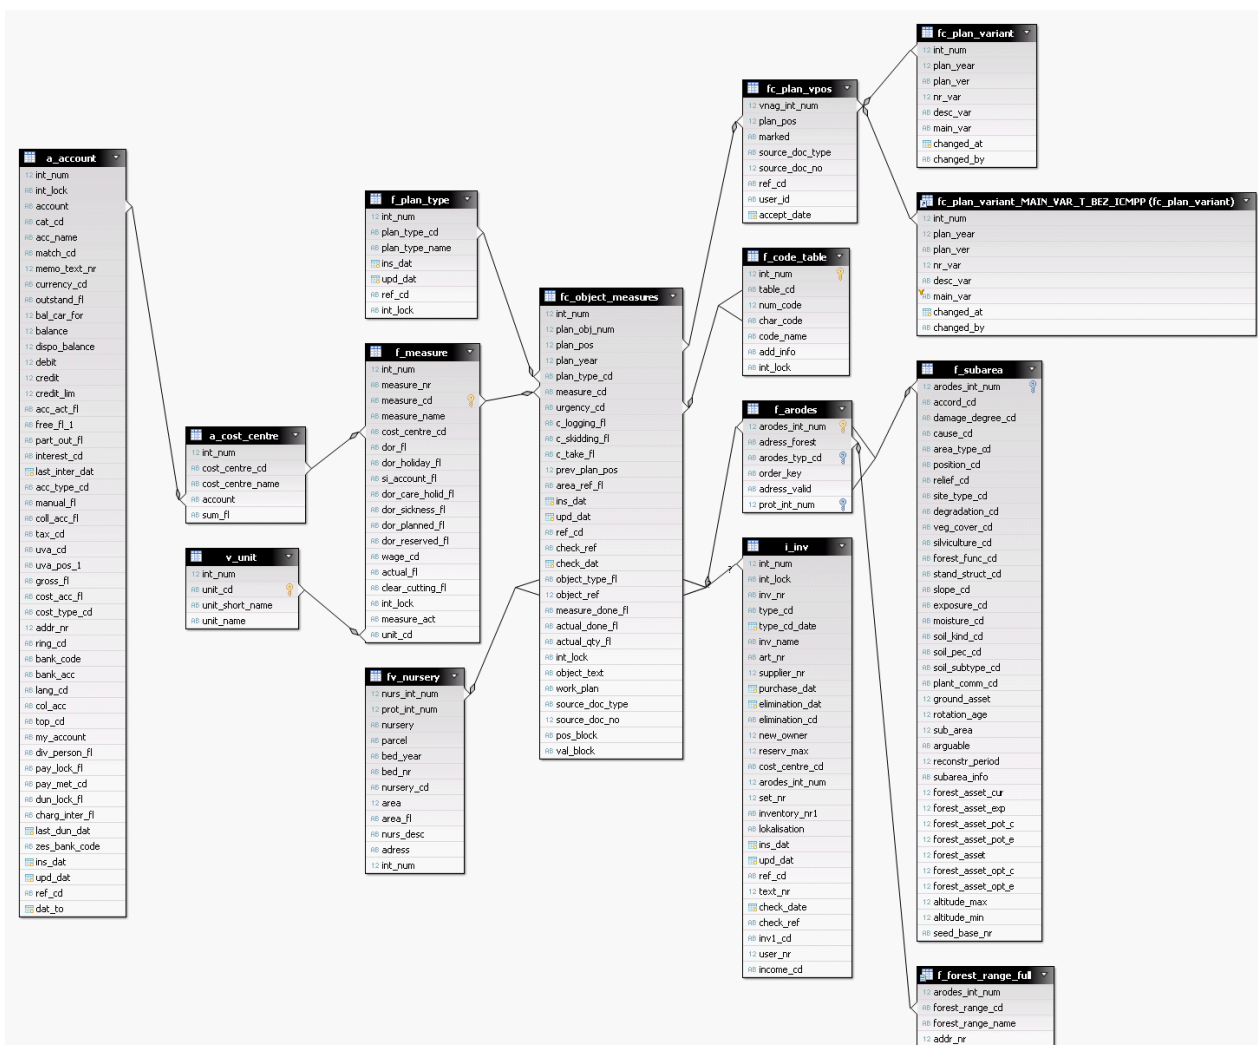 a_account
int_num
int_lock
account
cat_cd
acc_name
match_cd
memo_text_nr
currency_cd
outstand_fl
bal_car_for
balance
dispo_balance
debit
credit
credit_lim
acc_act_fl
free_fl_1
part_out_fl
interest_cd
last_inter_dat
acc_type_cd
manual_fl
coll_acc_fl
tax_cd
uva_cd
uva_pos_1
gross_fl
cost_acc_fl
cost_type_cd
addr_nr
ring_cd
bank_code
bank_acc
lang_cd
col_acc
top_cd
my_account
div_person_fl
pay_lock_fl
pay_met_cd
dun_lock_fl
charg_inter_fl
last_dun_dat
zes_bank_code
ins_dat
upd_dat
ref_cd
dat_to
a_cost_centre
int_num
cost_centre_cd
cost_centre_name
account
sum_fl
v_unit
int_num
unit_cd
unit_short_name
unit_name
f_plan_type
int_num
plan_type_cd
plan_type_name
ins_dat
upd_dat
ref_cd
int_lock
f_measure
int_num
measure_nr
measure_cd
measure_name
cost_centre_cd
dor_fl
dor_holiday_fl
si_account_fl
dor_care_holid_fl
dor_sickness_fl
dor_planned_fl
dor_reserved_fl
wage_cd
actual_fl
clear_cutting_fl
int_lock
measure_act
unit_cd
fv_nursery
nurs_int_num
prot_int_num
nursery
parcel
bed_year
bed_nr
nursery_cd
area
area_fl
nurs_desc
adress
int_num
fc_object_measures
int_num
plan_obj_num
plan_pos
plan_year
plan_type_cd
measure_cd
urgency_cd
c_logging_fl
c_skidding_fl
c_take_fl
prev_plan_pos
area_ref_fl
ins_dat
upd_dat
ref_cd
check_ref
check_dat
object_type_fl
object_ref
measure_done_fl
actual_done_fl
actual_qty_fl
int_lock
object_text
work_plan
source_doc_type
source_doc_no
pos_block
val_block
fc_plan_vpos
vnag_int_num
plan_pos
marked
source_doc_type
source_doc_no
ref_cd
user_id
accept_date
f_code_table
int_num
table_cd
num_code
char_code
code_name
add_info
int_lock
f_arodes
arodes_int_num
adress_forest
arodes_typ_cd
order_key
adress_valid
prot_int_num
i_inv
?
int_num
int_lock
inv_nr
type_cd
type_cd_date
inv_name
art_nr
supplier_nr
purchase_dat
elimination_dat
elimination_cd
new_owner
reserv_max
cost_centre_cd
arodes_int_num
set_nr
inventory_nr1
lokalisation
ins_dat
upd_dat
ref_cd
text_nr
check_date
check_ref
inv1_cd
user_nr
income_cd
fc_plan_variant
int_num
plan_year
plan_ver
nr_var
desc_var
main_var
changed_at
changed_by
fc_plan_variant_MAIN_VAR_T_BEZ_ICMPP (fc_plan_variant)
int_num
plan_year
plan_ver
nr_var
desc_var
main_var
changed_at
changed_by
f_subarea
arodes_int_num
accord_cd
damage_degree_cd
cause_cd
area_type_cd
position_cd
relief_cd
site_type_cd
degradation_cd
veg_cover_cd
silviculture_cd
forest_func_cd
stand_struct_cd
slope_cd
exposure_cd
moisture_cd
soil_kind_cd
soil_pec_cd
soil_subtype_cd
plant_comm_cd
ground_asset
rotation_age
sub_area
arguable
reconstr_period
subarea_info
forest_asset_cur
forest_asset_exp
forest_asset_pot_c
forest_asset_pot_e
forest_asset
forest_asset_opt_c
forest_asset_opt_e
altitude_max
altitude_min
seed_base_nr
f_forest_range_full
arodes_int_num
forest_range_cd
forest_range_name
addr_nr